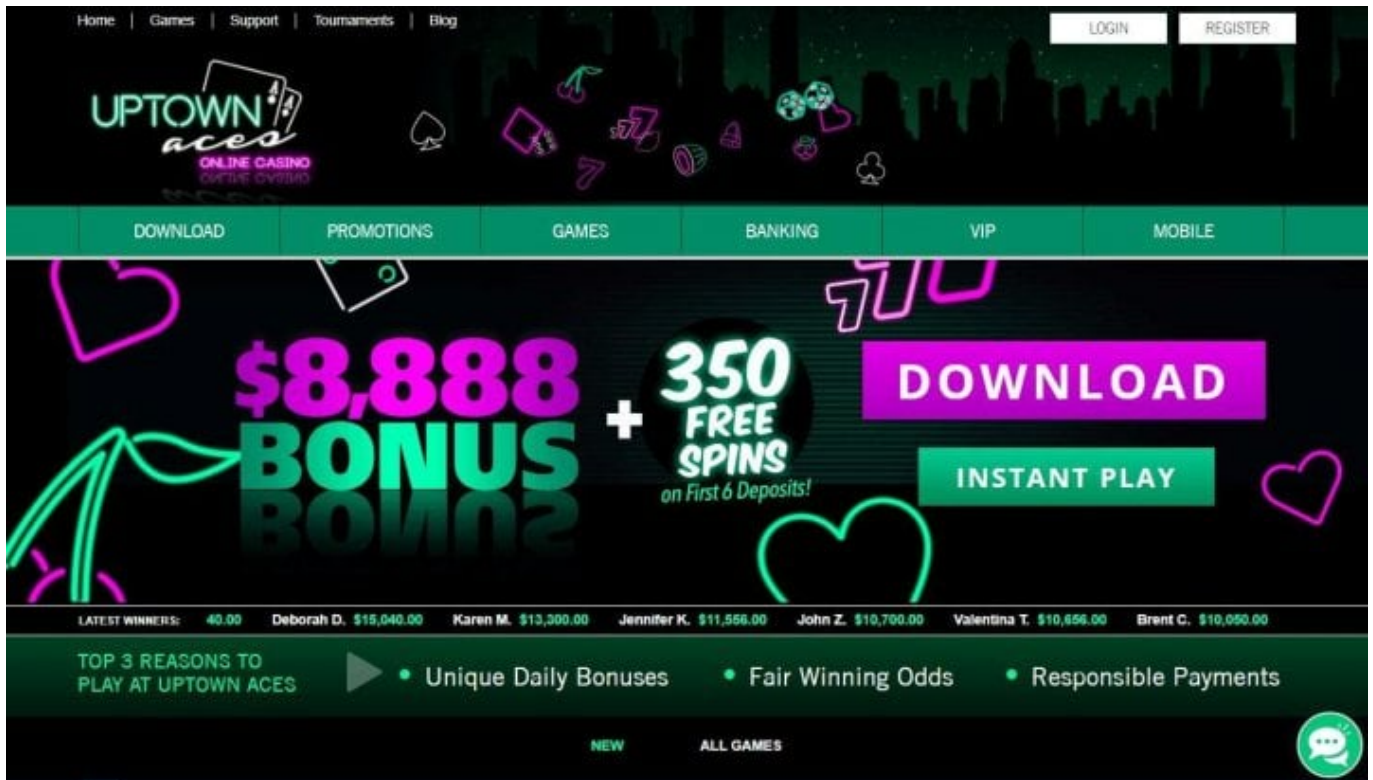 Home | Games | Support | Tournaments | Blog
LOGIN
REGISTER
UPTOWN
aces
ONLINE CASINO
DOWNLOAD
PROMOTIONS
GAMES
BANKING
VIP
MOBILE
777
7
777
$8,888
BONUS
+
350
FREE
SPINS
on First 6 Deposits!
DOWNLOAD
INSTANT PLAY
LATEST WINNERS: 40.00 Deborah D. $15,040.00 Karen M. $13,300.00 Jennifer K. $11,556.00 John Z. $10,700.00 Valentina T. $10,656.00 Brent C. $10,050.00
TOP 3 REASONS TO
PLAY AT UPTOWN ACES
• Unique Daily Bonuses
• Fair Winning Odds
• Responsible Payments
NEW
ALL GAMES